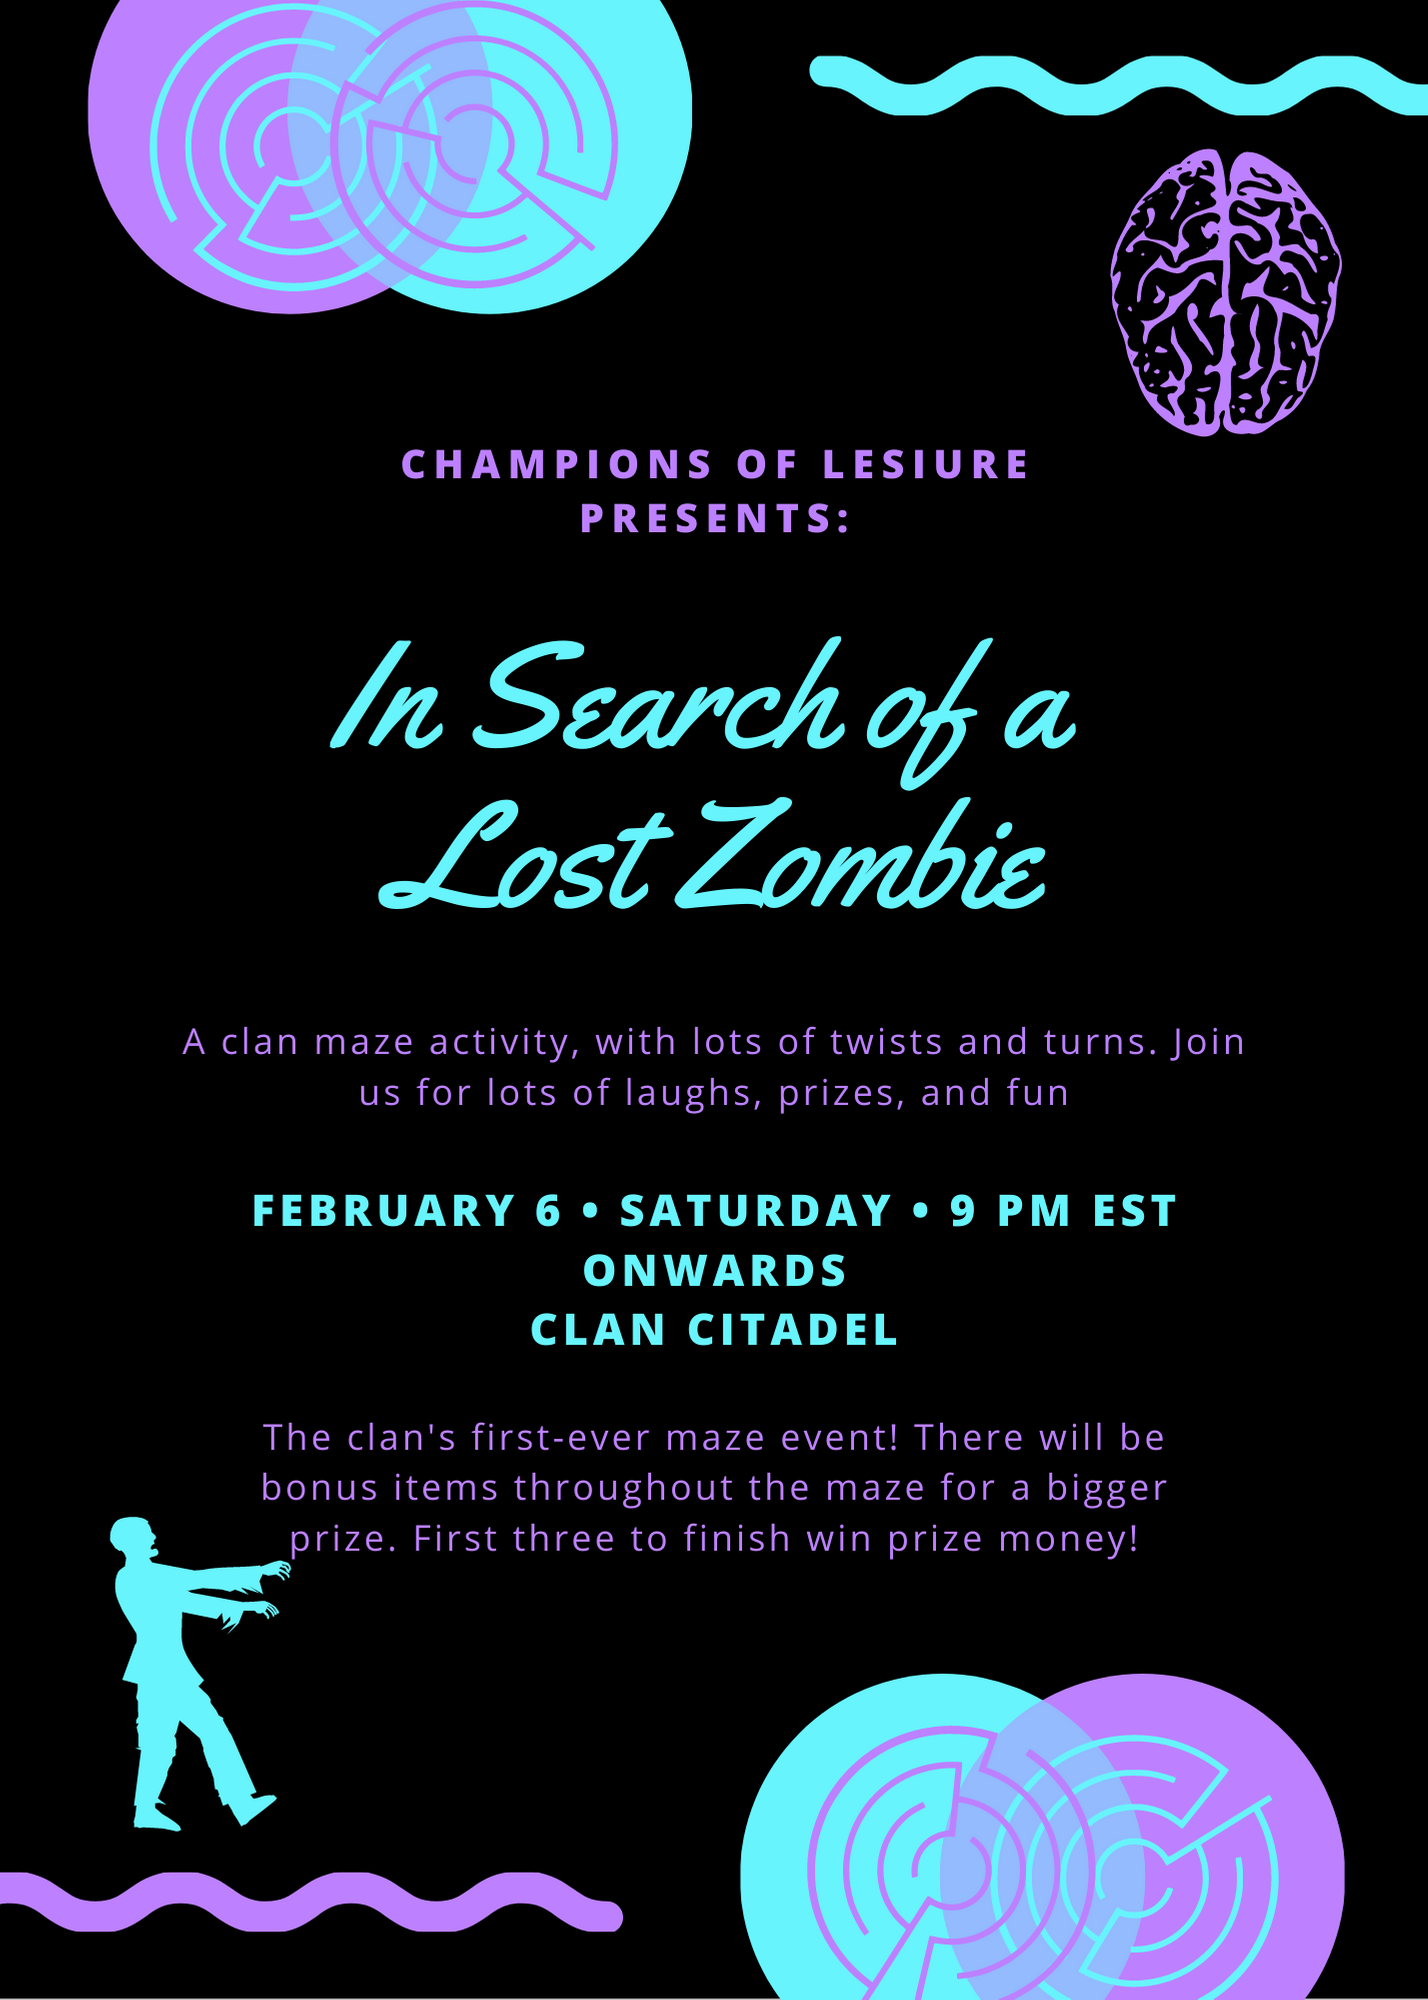 CHAMPIONS OF LESIURE
PRESENTS:
In Search of a
Lost Zombie
A clan maze activity, with lots of twists and turns. Join
us for lots of laughs, prizes, and fun
FEBRUARY 6 • SATURDAY • 9 PM EST
ONWARDS
CLAN CITADEL
The clan's first-ever maze event! There will be
bonus items throughout the maze for a bigger
prize. First three to finish win prize money!